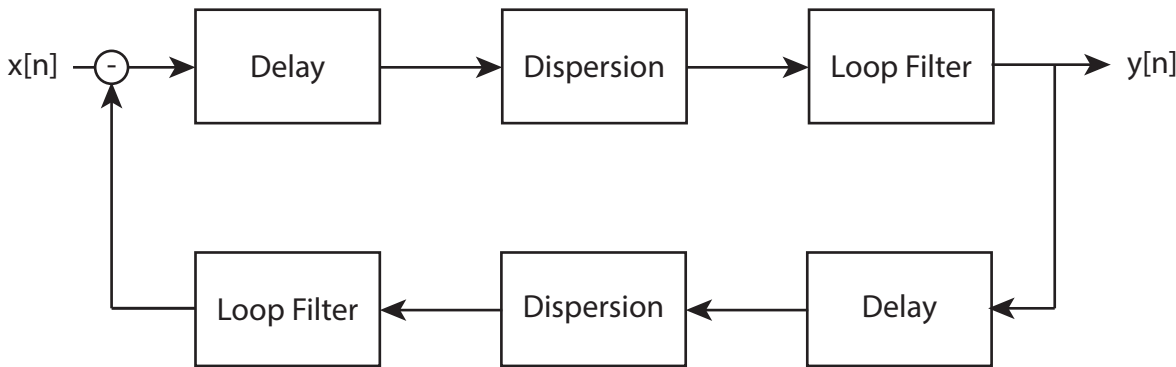 x[n] - Delay Dispersion Loop Filter y[n]
Loop Filter Dispersion Delay